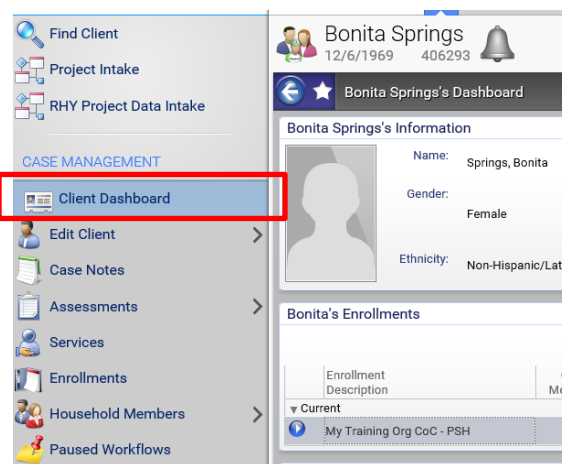 Find Client
Project Intake
RHY Project Data Intake
CASE MANAGEMENT
Client Dashboard
Edit Client
Case Notes
Assessments
Services
Enrollments
Household Members
Paused Workflows
Bonita Springs
12/6/1969 406293
Bonita Springs's Dashboard
Bonita Springs's Information
Name: Springs, Bonita
Gender:
Female
Ethnicity: Non-Hispanic/Lat
Bonita's Enrollments
Enrollment
Description
Current
My Training Org CoC - PSH